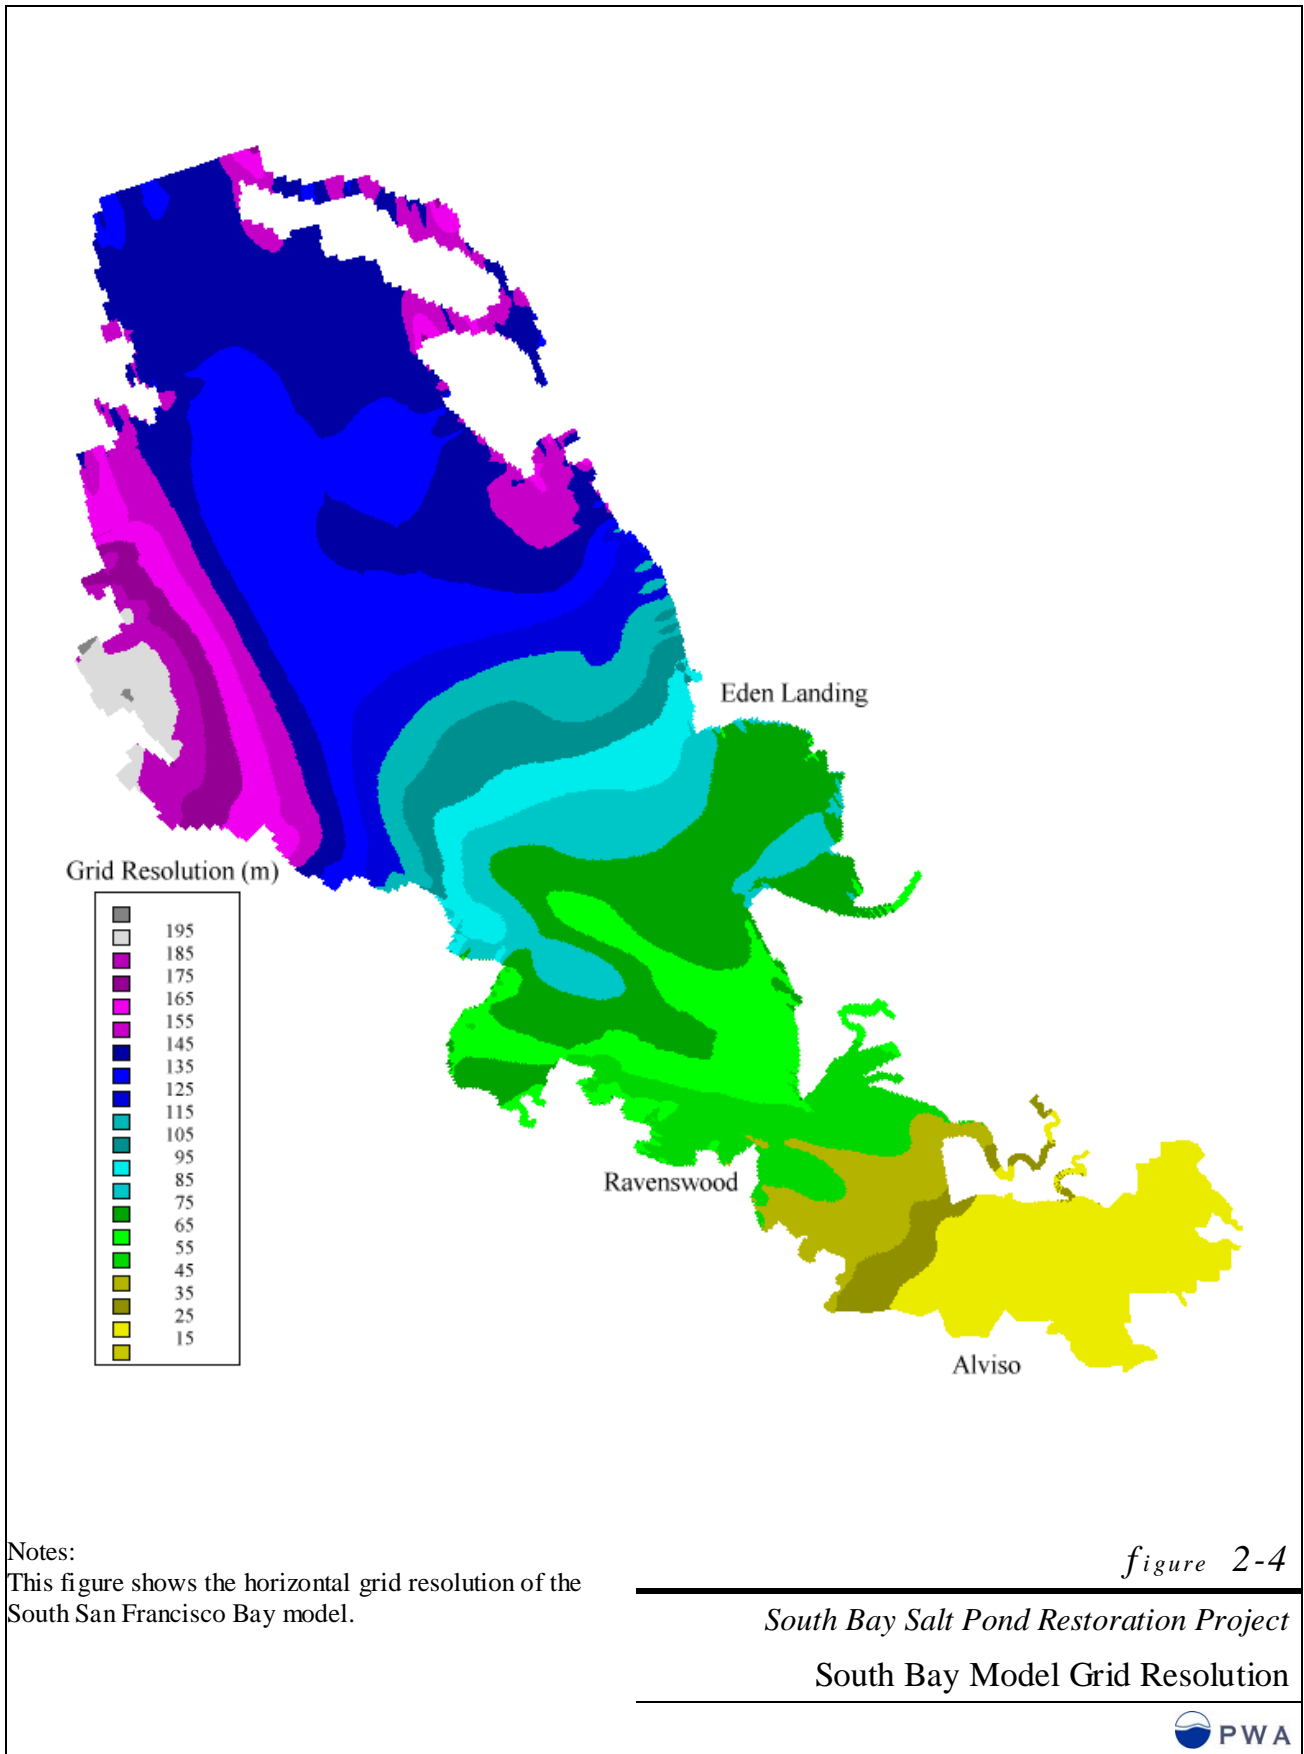 Eden Landing
Grid Resolution (m)
195
185
175
165
155
145
135
125
115
105
95
85
75
65
55
45
35
25
15
Ravenswood
Alviso
Notes:
This figure shows the horizontal grid resolution of the
South San Francisco Bay model.
figure 2-4
South Bay Salt Pond Restoration Project
South Bay Model Grid Resolution
PWA